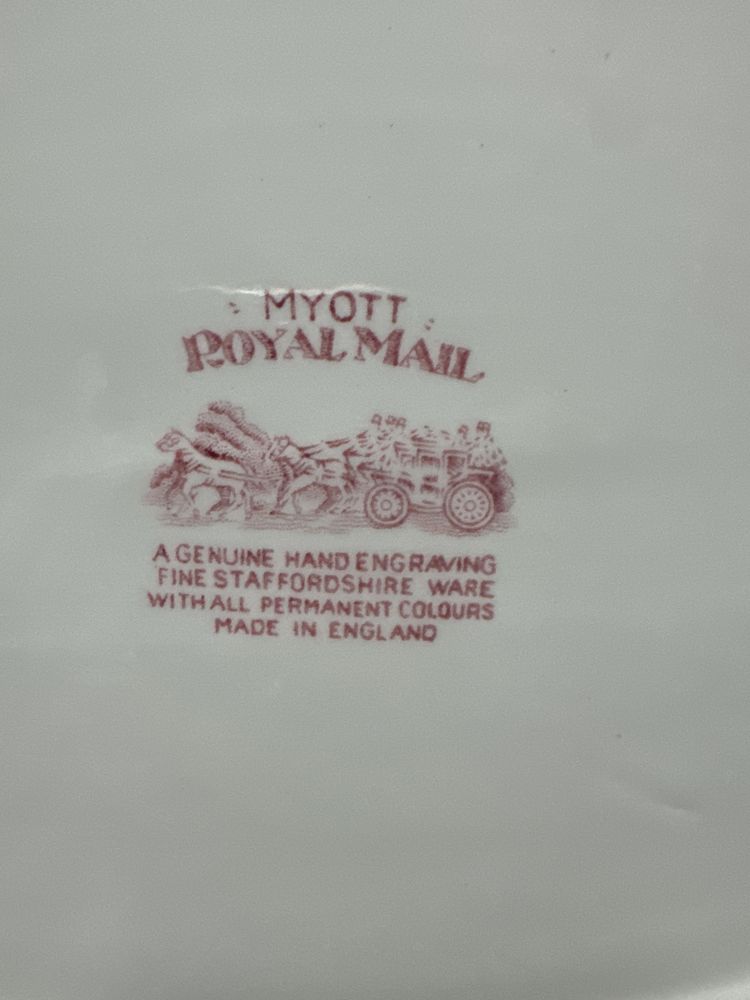 MYOTT
ROYAL MAIL
A GENUINE HAND ENGRAVING
FINE STAFFORDSHIRE WARE
WITH ALL PERMANENT COLOURS
MADE IN ENGLAND